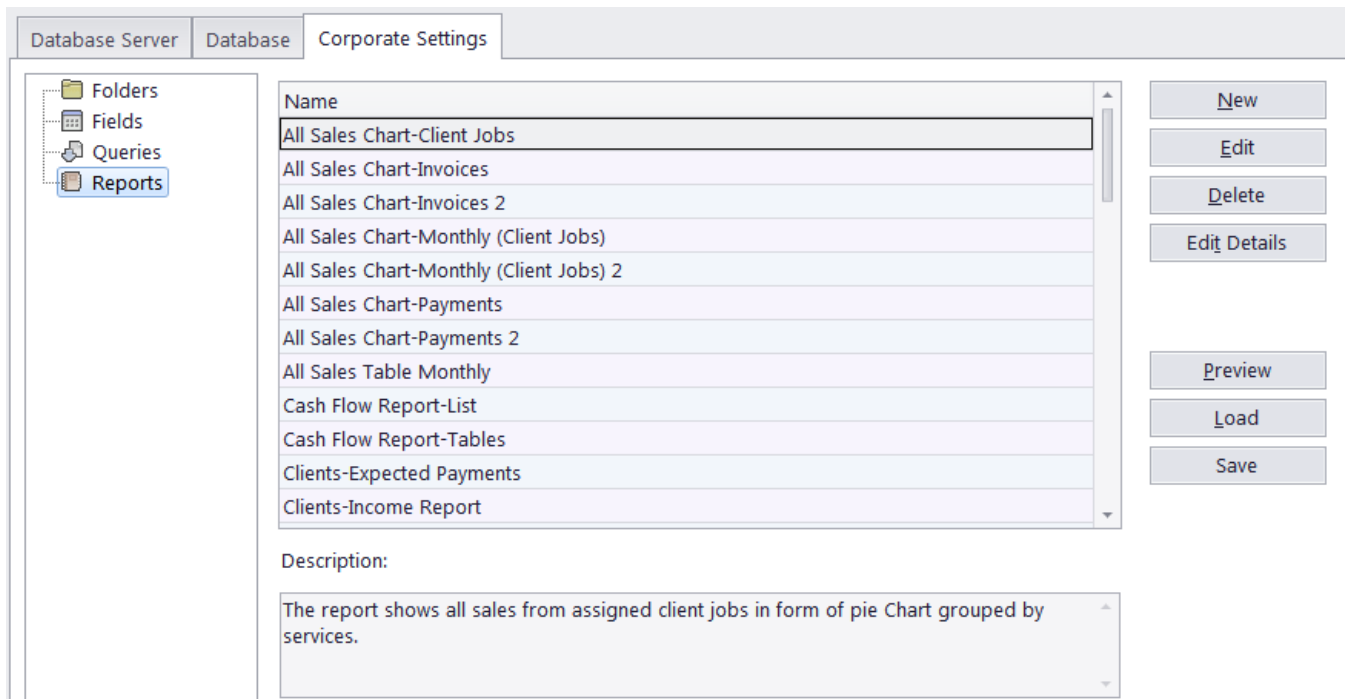 Database Server
Database
Corporate Settings
Folders
Fields
Queries
Reports
Name
All Sales Chart-Client Jobs
All Sales Chart-Invoices
All Sales Chart-Invoices 2
All Sales Chart-Monthly (Client Jobs)
All Sales Chart-Monthly (Client Jobs) 2
All Sales Chart-Payments
All Sales Chart-Payments 2
All Sales Table Monthly
Cash Flow Report-List
Cash Flow Report-Tables
Clients-Expected Payments
Clients-Income Report
Description:
The report shows all sales from assigned client jobs in form of pie Chart grouped by
services.
New
Edit
Delete
Edit Details
Preview
Load
Save